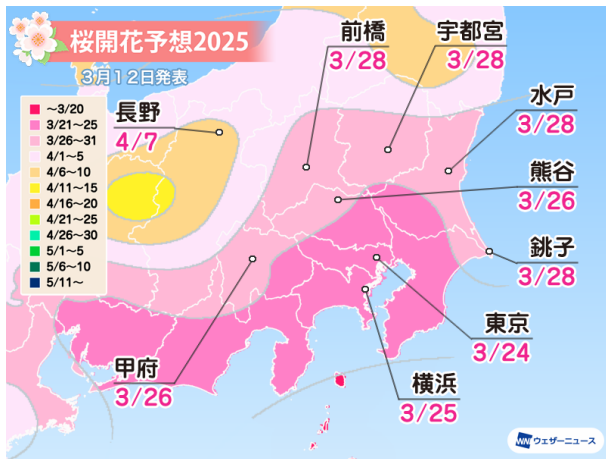 桜開花予想2025
3月12日発表
～3/20
3/21～25
3/26～31
4/1～5
4/6～10
4/11～15
4/16～20
4/21～25
4/26～30
5/1～5
5/6～10
5/11～
前橋
3/28
宇都宮
3/28
長野
4/7
水戸
3/28
熊谷
3/26
銚子
3/28
東京
3/24
甲府
3/26
横浜
3/25
WN ウェザーニュース